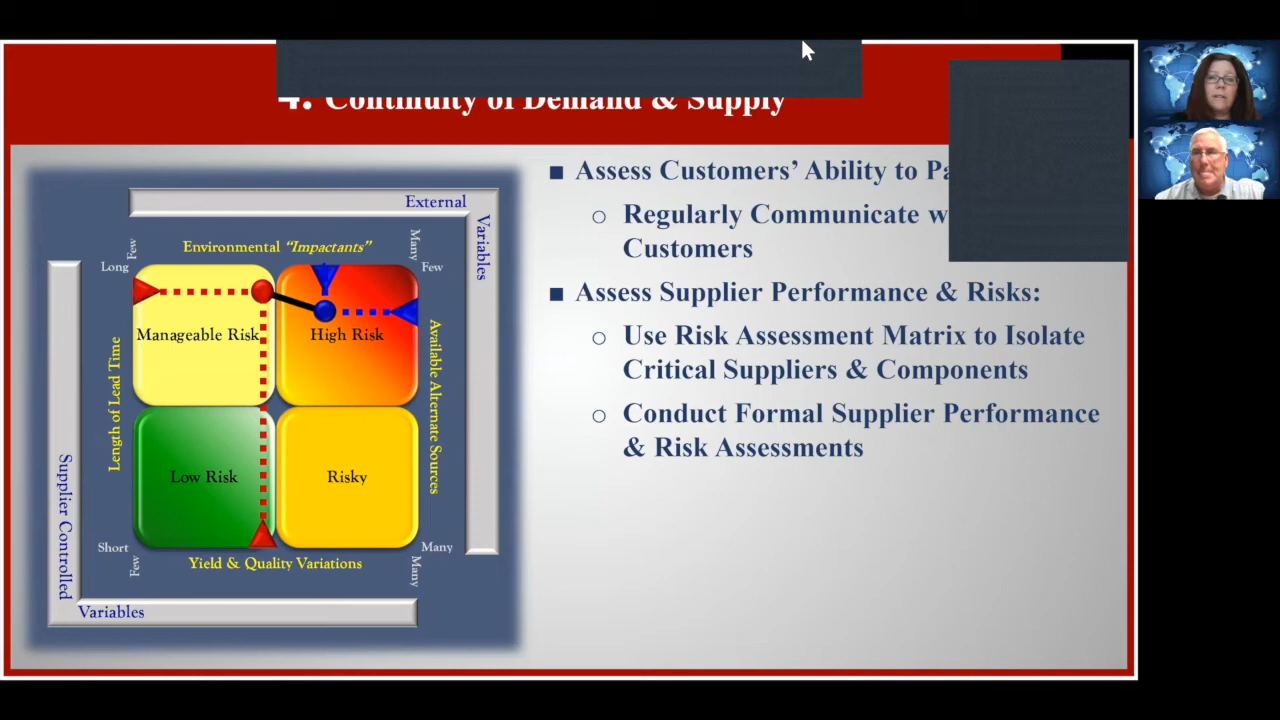 4. Continuity of Demand & Supply
External
Variables
Environmental "Impactants"
Few
Many
Long
Few
Manageable Risk
High Risk
Length of Lead Time
Available Alternate Sources
Low Risk
Risky
Short
Many
Few
Many
Yield & Quality Variations
Supplier Controlled
Variables
■ Assess Customers' Ability to
○ Regularly Communicate
Customers
■ Assess Supplier Performance & Risks:
○ Use Risk Assessment Matrix to Isolate
Critical Suppliers & Components
○ Conduct Formal Supplier Performance
& Risk Assessments